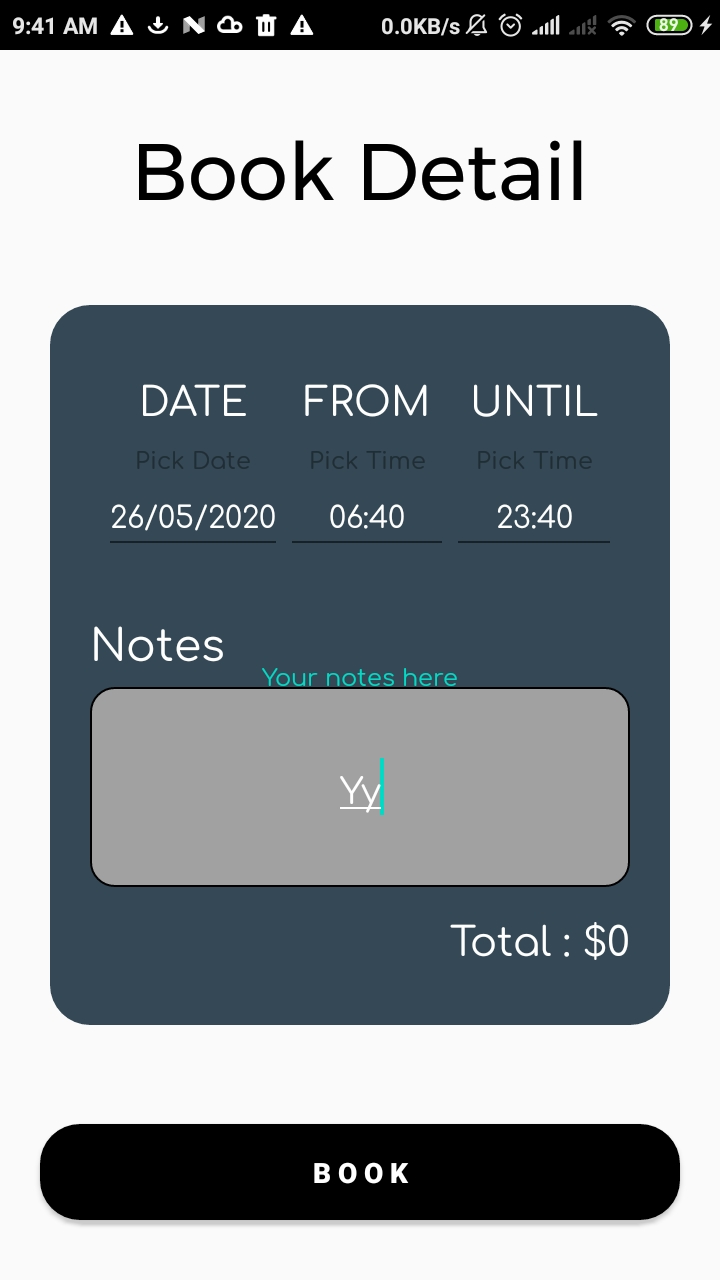 9:41 AM 0.0KB/s 89
Book Detail
DATE FROM UNTIL
Pick Date Pick Time Pick Time
26/05/2020 06:40 23:40
Notes
Your notes here
Yy
Total : $0
BOOK